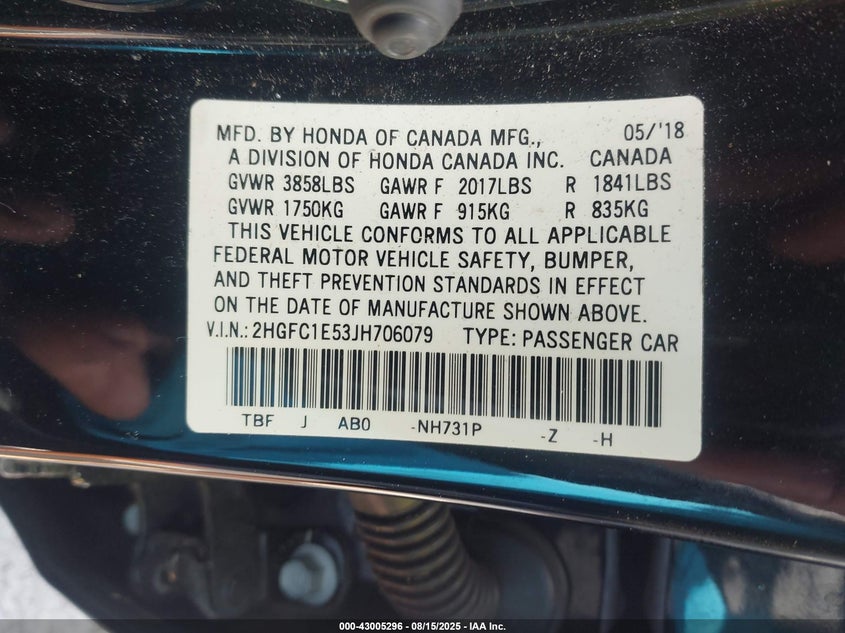 MFD. BY HONDA OF CANADA MFG., 05/'18
A DIVISION OF HONDA CANADA INC. CANADA
GVWR 3858LBS GAWR F 2017LBS R 1841LBS
GVWR 1750KG GAWR F 915KG R 835KG
THIS VEHICLE CONFORMS TO ALL APPLICABLE
FEDERAL MOTOR VEHICLE SAFETY, BUMPER,
AND THEFT PREVENTION STANDARDS IN EFFECT
ON THE DATE OF MANUFACTURE SHOWN ABOVE.
V.I.N.: 2HGFC1E53JH706079 TYPE: PASSENGER CAR
TBF J AB0 -NH731P -Z -H
000-43005296 - 08/15/2025 - IAA Inc.